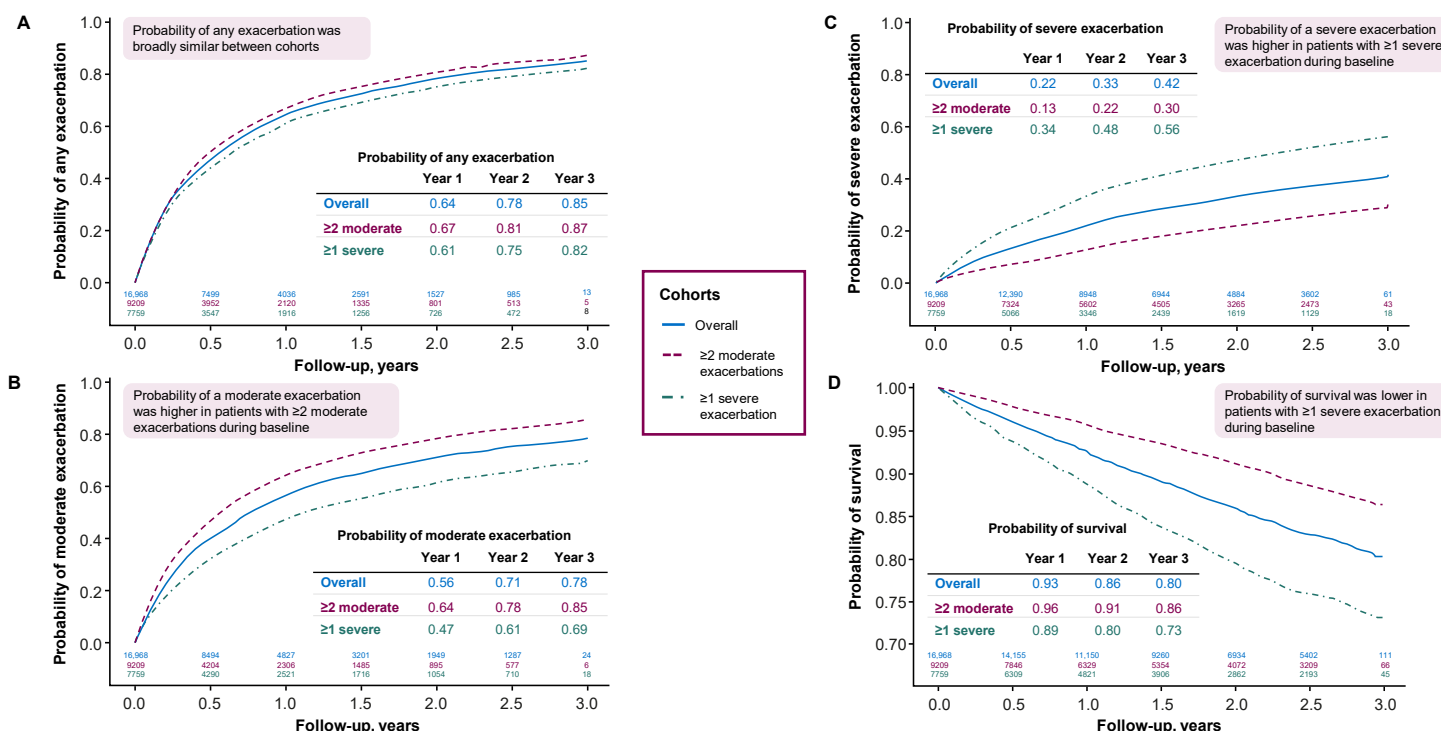 A
Probability of any exacerbation was
broadly similar between cohorts
Probability of any exacerbation
1.0
0.8
0.6
0.4
0.2
0.0
Probability of any exacerbation
Year 1 Year 2 Year 3
Overall 0.64 0.78 0.85
≥2 moderate 0.67 0.81 0.87
≥1 severe 0.61 0.75 0.82
16,968 7499 4036 2591 1527 985 13
9209 3952 2120 1335 801 513 5
7759 3547 1916 1256 726 472 8
0.0 0.5 1.0 1.5 2.0 2.5 3.0
Follow-up, years
B
Probability of a moderate exacerbation
was higher in patients with ≥2 moderate
exacerbations during baseline
Probability of moderate exacerbation
1.0
0.8
0.6
0.4
0.2
0.0
Probability of moderate exacerbation
Year 1 Year 2 Year 3
Overall 0.56 0.71 0.78
≥2 moderate 0.64 0.78 0.85
≥1 severe 0.47 0.61 0.69
16,968 8494 4827 3201 1949 1287 24
9209 4204 2306 1485 895 577 6
7759 4290 2521 1716 1054 710 18
0.0 0.5 1.0 1.5 2.0 2.5 3.0
Follow-up, years
Cohorts
Overall
≥2 moderate
exacerbations
≥1 severe
exacerbation
C
Probability of a severe exacerbation
was higher in patients with ≥1 severe
exacerbation during baseline
Probability of severe exacerbation
1.0
0.8
0.6
0.4
0.2
0.0
Probability of severe exacerbation
Year 1 Year 2 Year 3
Overall 0.22 0.33 0.42
≥2 moderate 0.13 0.22 0.30
≥1 severe 0.34 0.48 0.56
16,968 12,390 8948 6944 4884 3602 61
9209 7324 5602 4505 3265 2473 43
7759 5066 3346 2439 1619 1129 18
0.0 0.5 1.0 1.5 2.0 2.5 3.0
Follow-up, years
D
Probability of survival was lower in
patients with ≥1 severe exacerbation
during baseline
Probability of survival
1.00
0.95
0.90
0.85
0.80
0.75
0.70
Probability of survival
Year 1 Year 2 Year 3
Overall 0.93 0.86 0.80
≥2 moderate 0.96 0.91 0.86
≥1 severe 0.89 0.80 0.73
16,968 14,155 11,150 9260 6934 5402 111
9209 7846 6329 5354 4072 3209 66
7759 6309 4821 3906 2862 2193 45
0.0 0.5 1.0 1.5 2.0 2.5 3.0
Follow-up, years